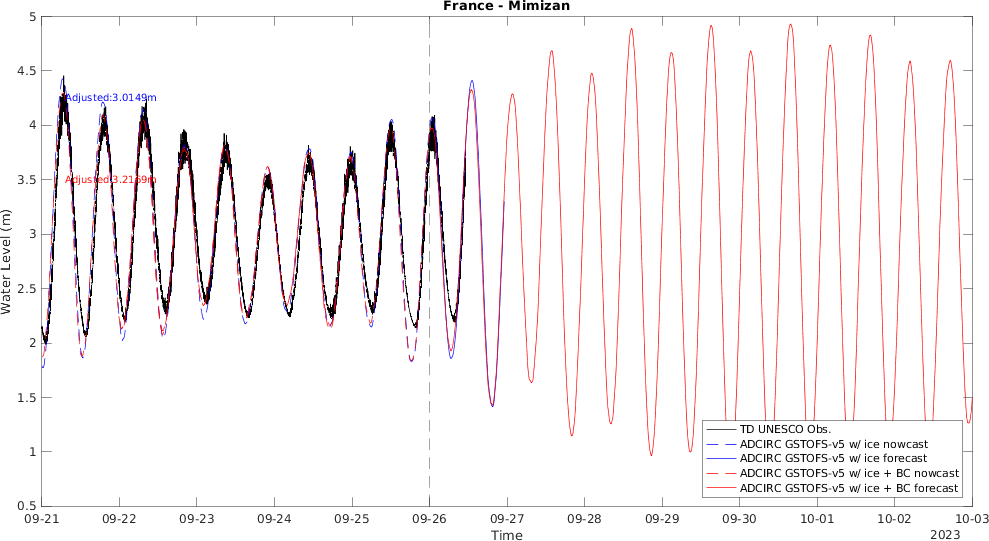 France - Mimizan
Water Level (m)
5
4.5
4
3.5
3
2.5
2
1.5
1
0.5
Adjusted:3.0149m
Adjusted:3.2169m
TD UNESCO Obs.
ADCIRC GSTOFS-v5 w/ ice nowcast
ADCIRC GSTOFS-v5 w/ ice forecast
ADCIRC GSTOFS-v5 w/ ice + BC nowcast
ADCIRC GSTOFS-v5 w/ ice + BC forecast
09-21 09-22 09-23 09-24 09-25 09-26 09-27 09-28 09-29 09-30 10-01 10-02 10-03
Time
2023